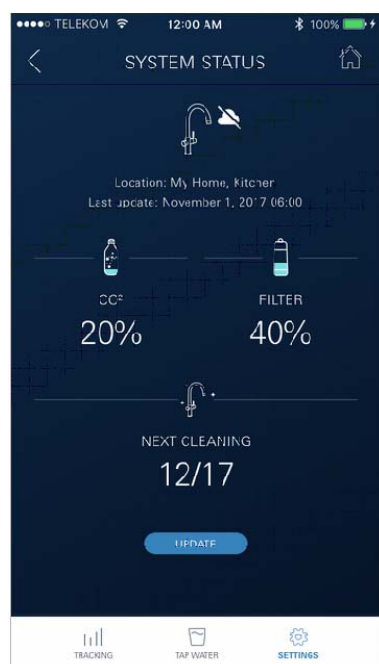 TELEKOM 12:00 AM 100%
SYSTEM STATUS
Location: My Home, Kitchen
Last update: November 1, 2017 06:00
CO² FILTER
20% 40%
NEXT CLEANING
12/17
UPDATE
TRACKING TAP WATER SETTINGS